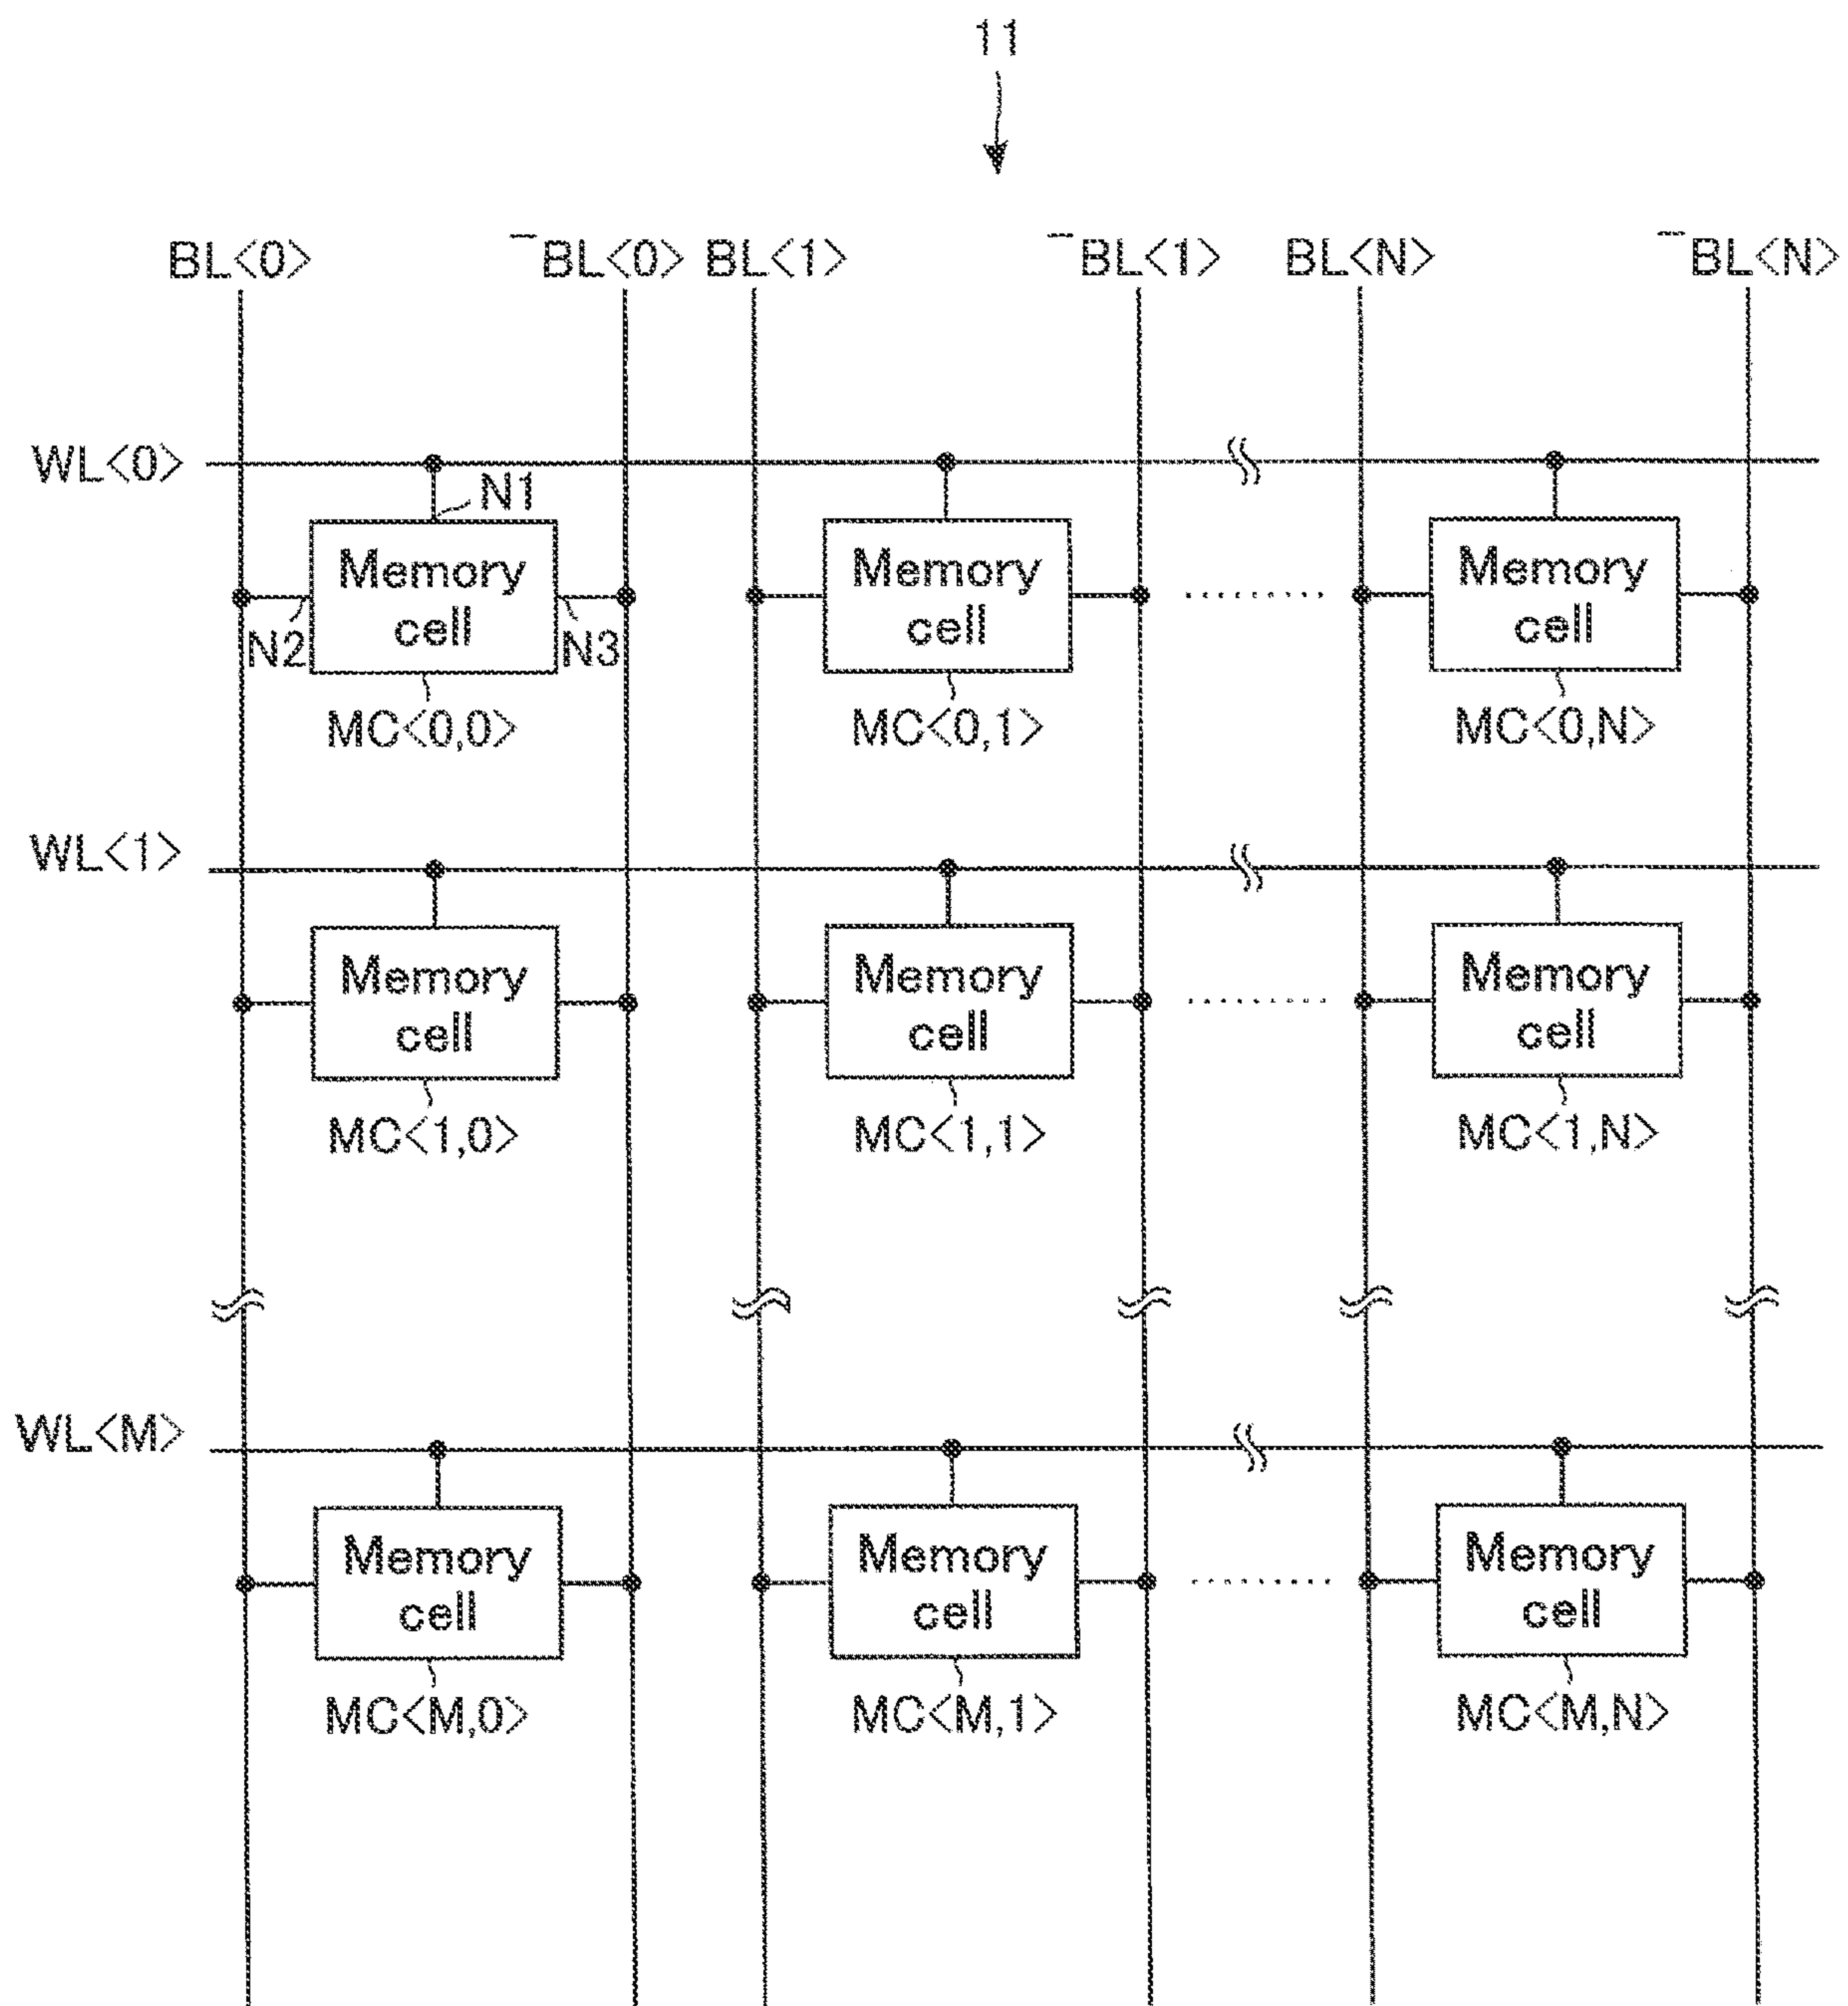 11
BL<0> ¯BL<0> BL<1> ¯BL<1> BL<N> ¯BL<N>
WL<0>
N1
Memory cell
Memory cell
Memory cell
N2
N3
MC<0,0>
MC<0,1>
MC<0,N>
WL<1>
Memory cell
Memory cell
Memory cell
MC<1,0>
MC<1,1>
MC<1,N>
WL<M>
Memory cell
Memory cell
Memory cell
MC<M,0>
MC<M,1>
MC<M,N>